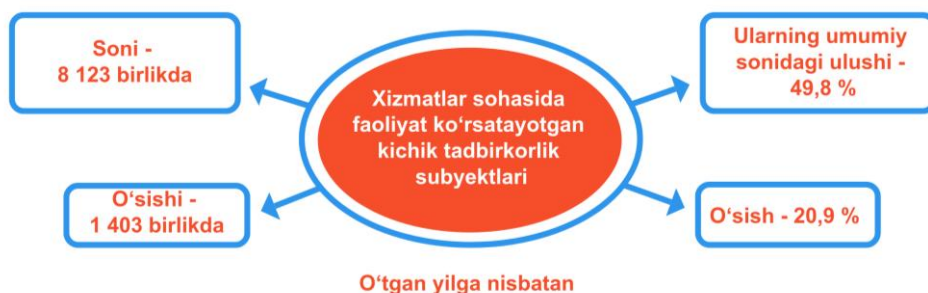 Soni -
8 123 birlikda
Ularning umumiy
sonidagi ulushi -
49,8 %
Xizmatlar sohasida
faoliyat ko‘rsatayotgan
kichik tadbirkorlik
subyektlari
O‘sishi -
1 403 birlikda
O‘sish - 20,9 %
O‘tgan yilga nisbatan